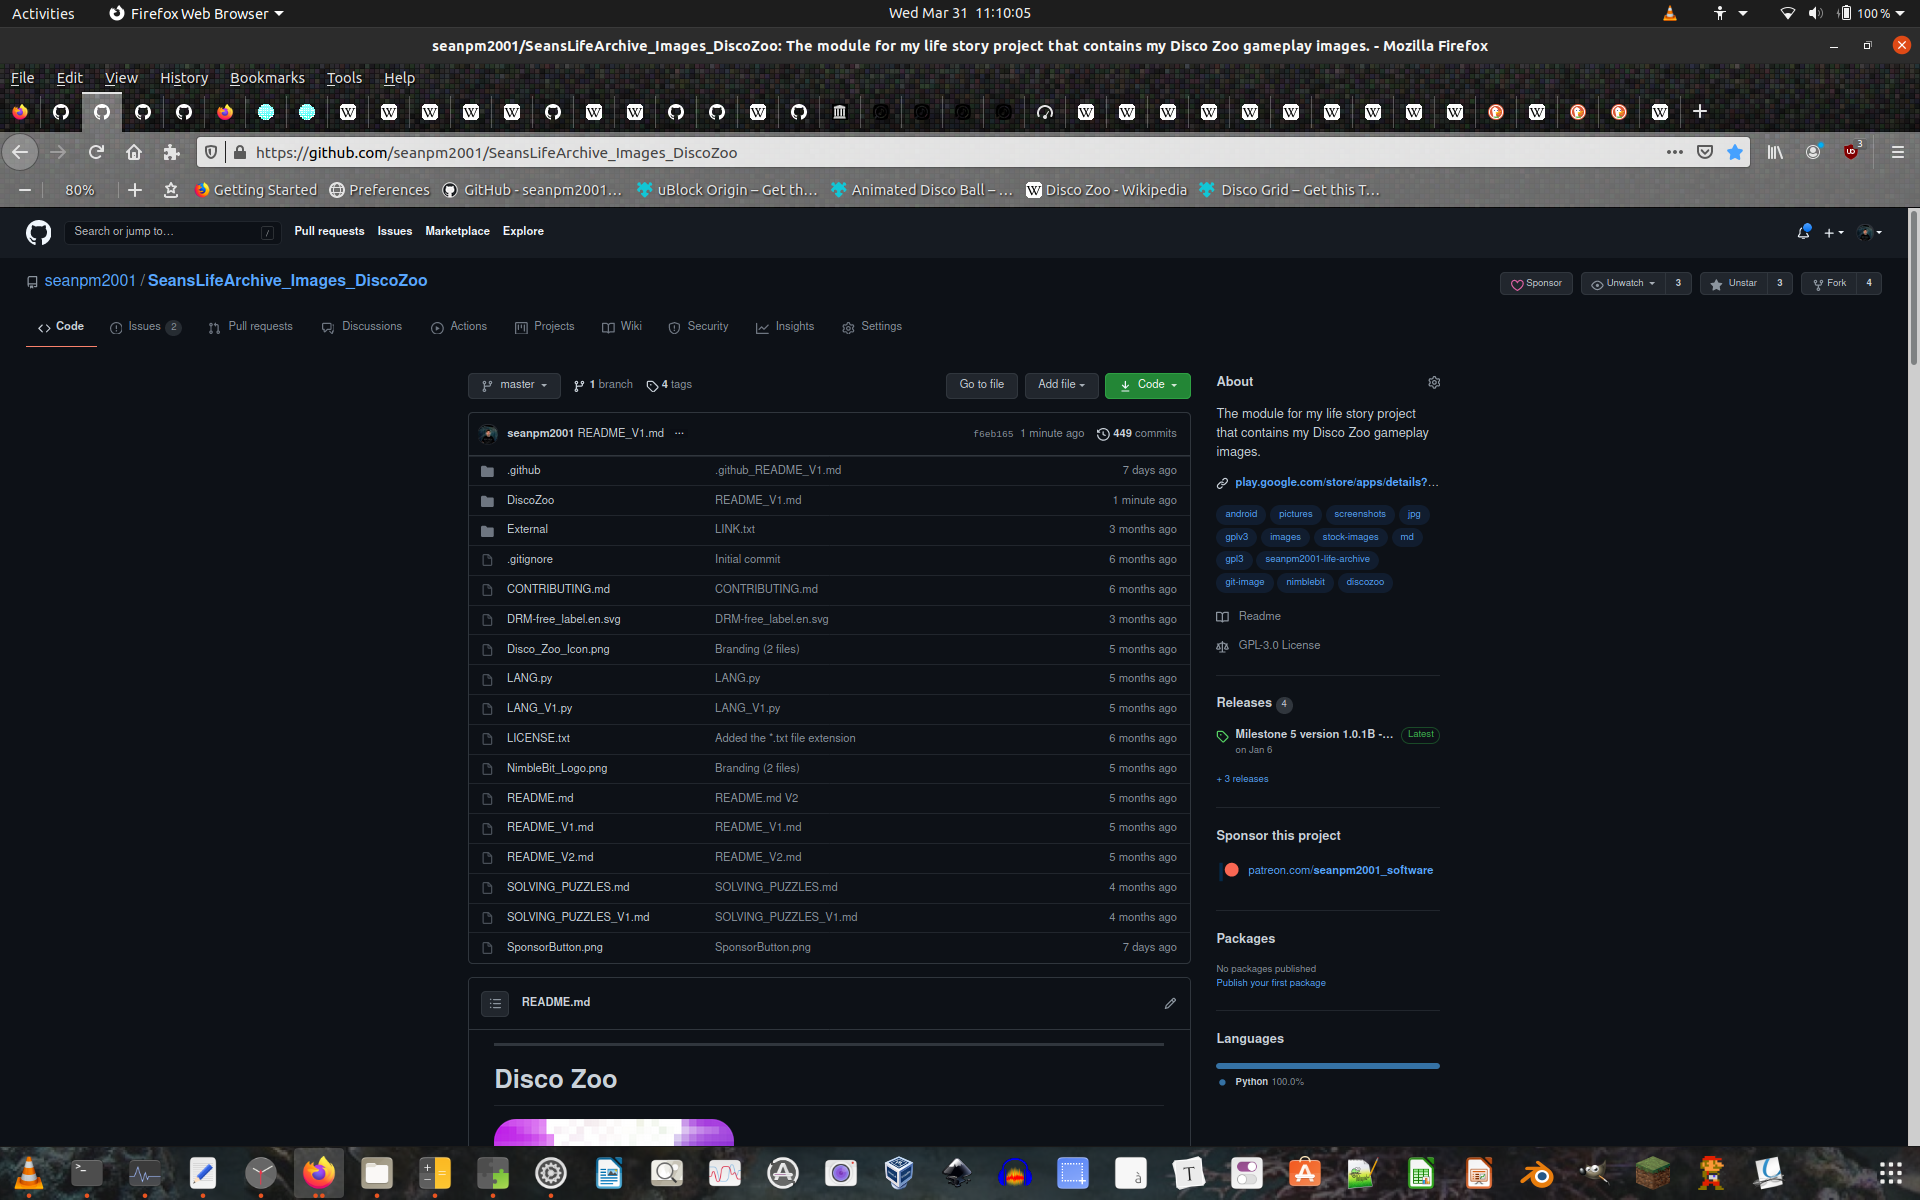 Activities
Firefox Web Browser
Wed Mar 31 11:10:05
100 %
seanpm2001/SeansLifeArchive_Images_DiscoZoo: The module for my life story project that contains my Disco Zoo gameplay images. - Mozilla Firefox
File Edit View History Bookmarks Tools Help
https://github.com/seanpm2001/SeansLifeArchive_Images_DiscoZoo
3
80%
Getting Started
Preferences
GitHub - seanpm2001…
uBlock Origin – Get th…
Animated Disco Ball – …
Disco Zoo - Wikipedia
Disco Grid – Get this T…
Search or jump to…
/
Pull requests Issues Marketplace Explore
seanpm2001 / SeansLifeArchive_Images_DiscoZoo
Sponsor
Unwatch 3
Unstar 3
Fork 4
Code
Issues 2
Pull requests
Discussions
Actions
Projects
Wiki
Security
Insights
Settings
master
1 branch
4 tags
Go to file
Add file
Code
seanpm2001 README_V1.md ...
f6eb165 1 minute ago 449 commits
.github .github_README_V1.md 7 days ago
DiscoZoo README_V1.md 1 minute ago
External LINK.txt 3 months ago
.gitignore Initial commit 6 months ago
CONTRIBUTING.md CONTRIBUTING.md 6 months ago
DRM-free_label.en.svg DRM-free_label.en.svg 3 months ago
Disco_Zoo_Icon.png Branding (2 files) 5 months ago
LANG.py LANG.py 5 months ago
LANG_V1.py LANG_V1.py 5 months ago
LICENSE.txt Added the *.txt file extension 6 months ago
NimbleBit_Logo.png Branding (2 files) 5 months ago
README.md README.md V2 5 months ago
README_V1.md README_V1.md 5 months ago
README_V2.md README_V2.md 5 months ago
SOLVING_PUZZLES.md SOLVING_PUZZLES.md 4 months ago
SOLVING_PUZZLES_V1.md SOLVING_PUZZLES_V1.md 4 months ago
SponsorButton.png SponsorButton.png 7 days ago
README.md
Disco Zoo
About
The module for my life story project
that contains my Disco Zoo gameplay
images.
play.google.com/store/apps/details?…
android pictures screenshots jpg
gplv3 images stock-images md
gpl3 seanpm2001-life-archive
git-image nimblebit discozoo
Readme
GPL-3.0 License
Releases 4
Milestone 5 version 1.0.1B -… Latest
on Jan 6
+ 3 releases
Sponsor this project
patreon.com/seanpm2001_software
Packages
No packages published
Publish your first package
Languages
Python 100.0%